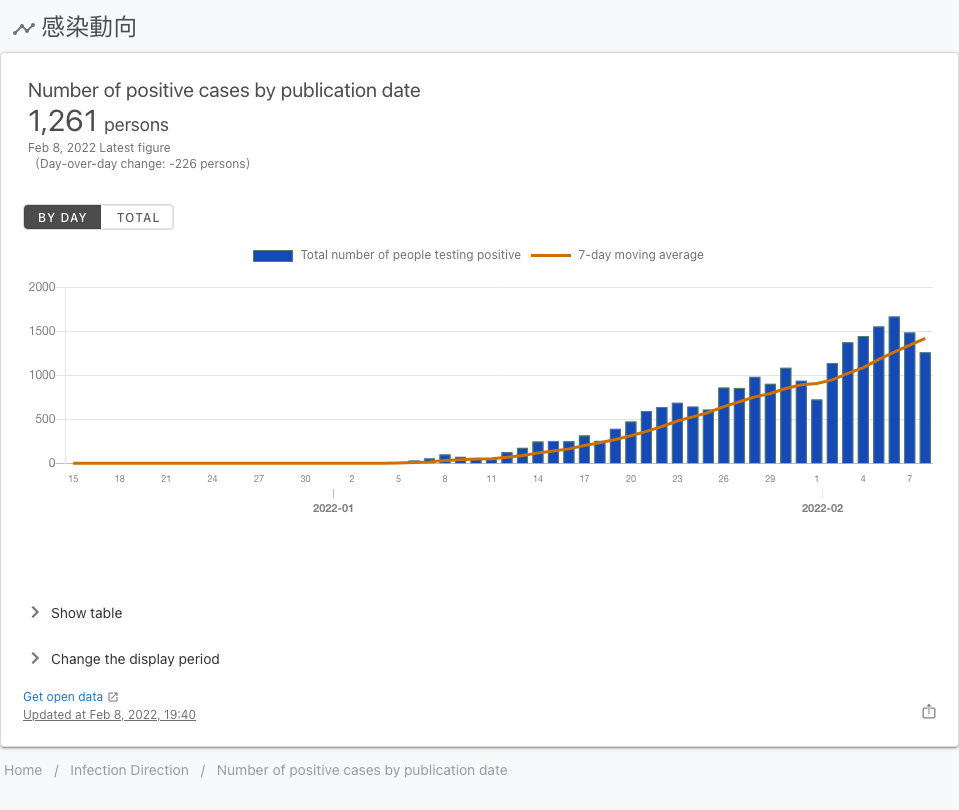 感染動向
Number of positive cases by publication date
1,261 persons
Feb 8, 2022 Latest figure
(Day-over-day change: -226 persons)
BY DAY TOTAL
Total number of people testing positive 7-day moving average
2000
1500
1000
500
0
15 18 21 24 27 30 2 5 8 11 14 17 20 23 26 29 1 4 7
2022-01 2022-02
Show table
Change the display period
Get open data
Updated at Feb 8, 2022, 19:40
Home / Infection Direction / Number of positive cases by publication date